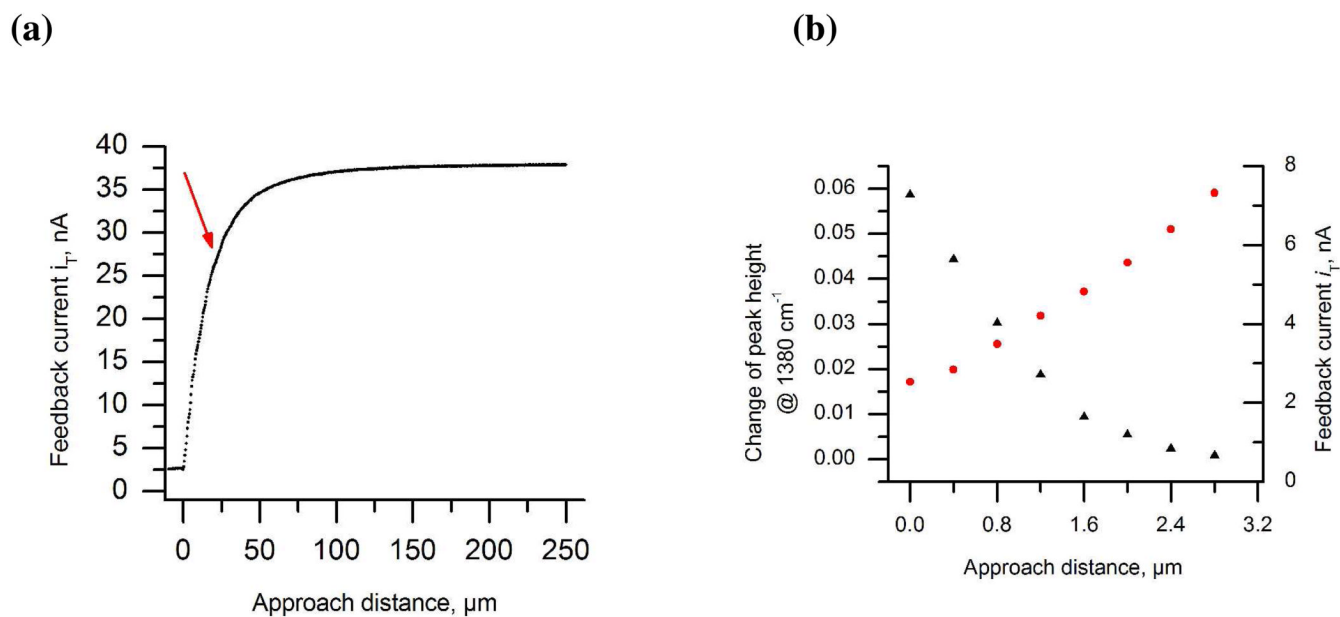 (a)
(b)
40
35
30
25
20
15
10
5
0
Feedback current i_T, nA
0 50 100 150 200 250
Approach distance, µm
0.06
0.05
0.04
0.03
0.02
0.01
0.00
Change of peak height
@ 1380 cm⁻¹
8
6
4
2
0
Feedback current i_T, nA
0.0 0.8 1.6 2.4 3.2
Approach distance, µm